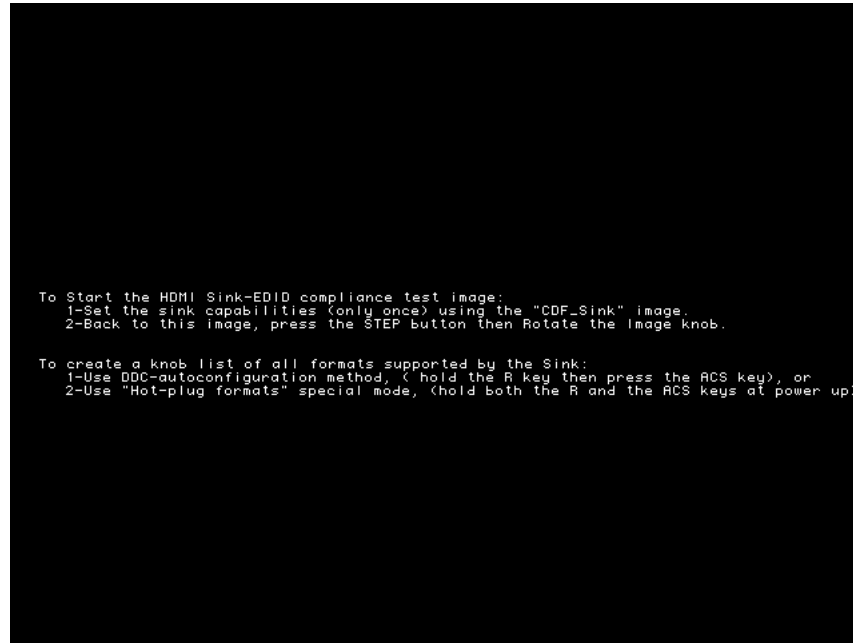 To Start the HDMI Sink-EDID compliance test image:
1-Set the sink capabilities (only once) using the "CDF_Sink" image.
2-Back to this image, press the STEP button then Rotate the Image knob.
To create a knob list of all formats supported by the Sink:
1-Use DDC-autoconfiguration method, ( hold the R key then press the ACS key), or
2-Use "Hot-plug formats" special mode, (hold both the R and the ACS keys at power up)